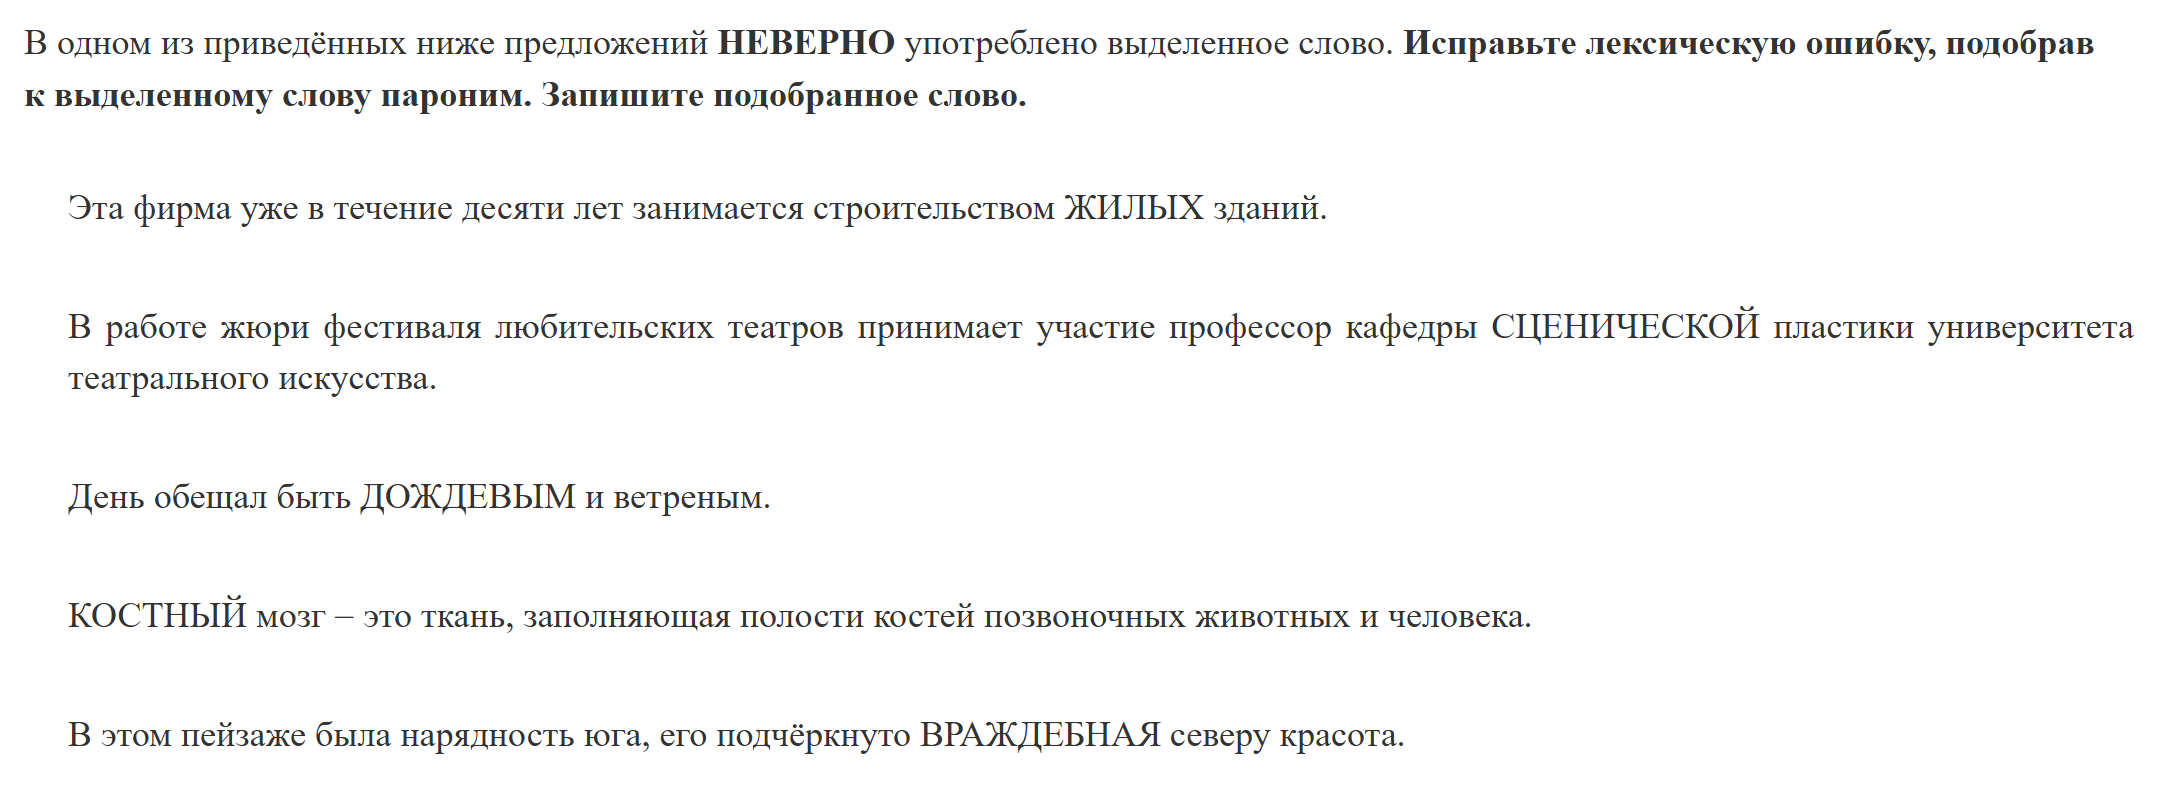 В одном из приведённых ниже предложений НЕВЕРНО употреблено выделенное слово. Исправьте лексическую ошибку, подобрав
к выделенному слову пароним. Запишите подобранное слово.
Эта фирма уже в течение десяти лет занимается строительством ЖИЛЫХ зданий.
В работе жюри фестиваля любительских театров принимает участие профессор кафедры СЦЕНИЧЕСКОЙ пластики университета
театрального искусства.
День обещал быть ДОЖДЕВЫМ и ветреным.
КОСТНЫЙ мозг – это ткань, заполняющая полости костей позвоночных животных и человека.
В этом пейзаже была нарядность юга, его подчёркнуто ВРАЖДЕБНАЯ северу красота.